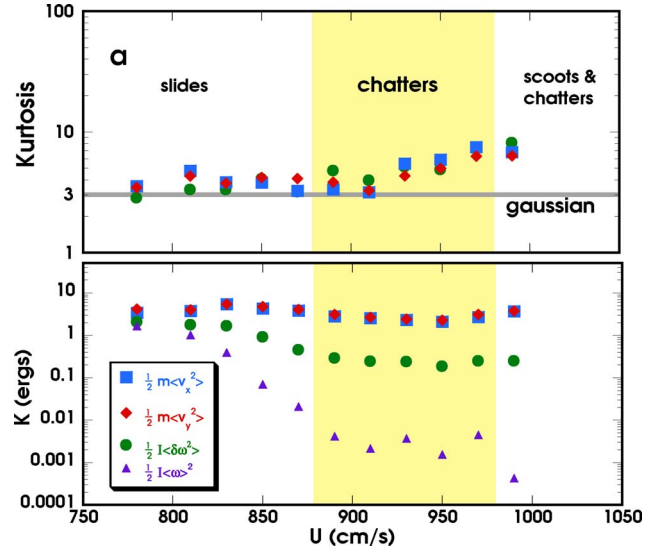 100
a
slides
chatters
scoots &
chatters
Kurtosis
10
3
gaussian
1
10
1
0.1
0.01
0.001
0.0001
K (ergs)
½ m<v_x²>
½ m<v_y²>
½ I<δω²>
½ I<ω>²
750 800 850 900 950 1000 1050
U (cm/s)